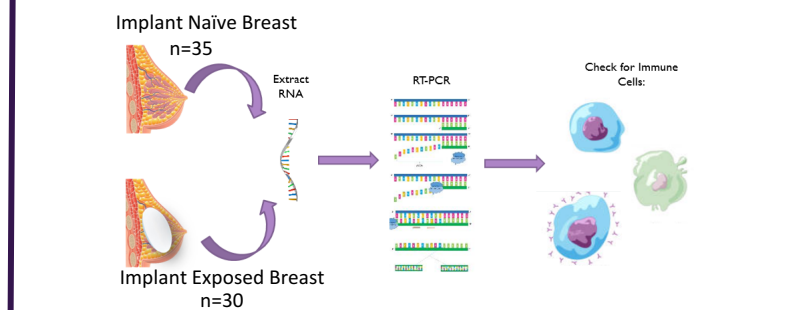 Implant Naïve Breast
n=35
Extract
RNA
RT-PCR
Check for Immune
Cells:
Implant Exposed Breast
n=30